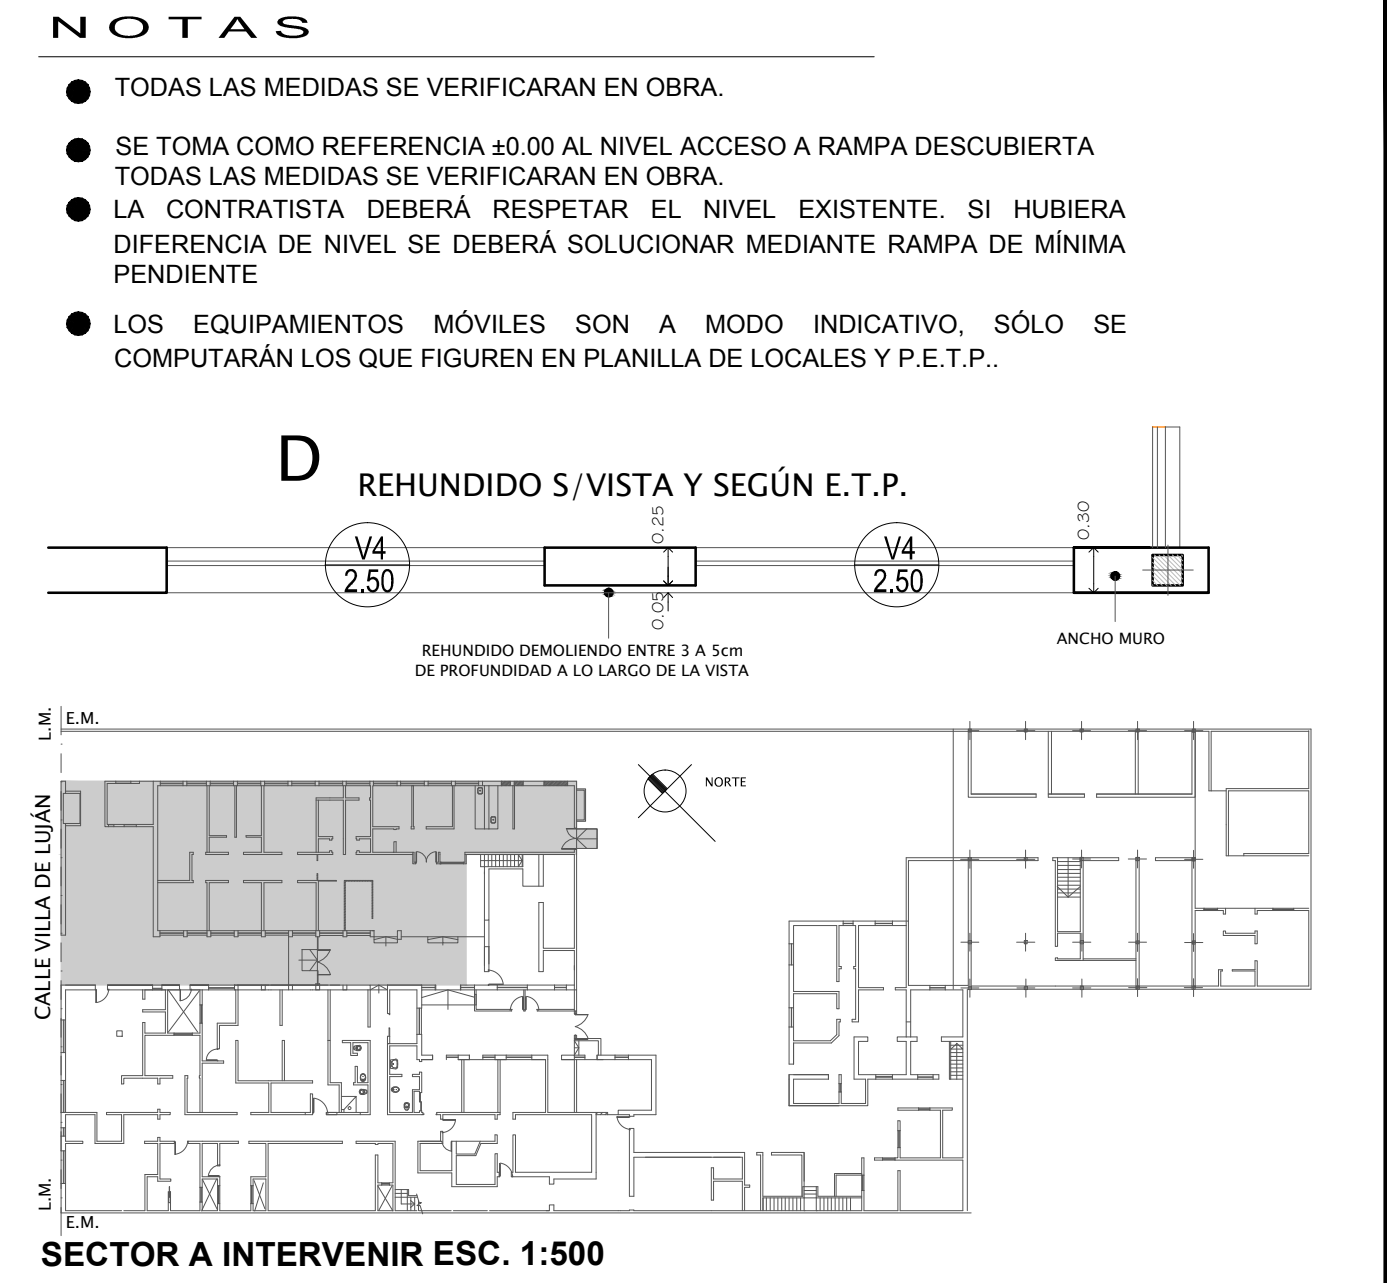 NOTAS
TODAS LAS MEDIDAS SE VERIFICARAN EN OBRA.
SE TOMA COMO REFERENCIA ±0.00 AL NIVEL ACCESO A RAMPA DESCUBIERTA
TODAS LAS MEDIDAS SE VERIFICARAN EN OBRA.
LA CONTRATISTA DEBERÁ RESPETAR EL NIVEL EXISTENTE. SI HUBIERA
DIFERENCIA DE NIVEL SE DEBERÁ SOLUCIONAR MEDIANTE RAMPA DE MÍNIMA
PENDIENTE
LOS EQUIPAMIENTOS MÓVILES SON A MODO INDICATIVO, SÓLO SE
COMPUTARÁN LOS QUE FIGUREN EN PLANILLA DE LOCALES Y P.E.T.P..
D
REHUNDIDO S/VISTA Y SEGÚN E.T.P.
V4
2.50
0.25
0.05
V4
2.50
0.30
REHUNDIDO DEMOLIENDO ENTRE 3 A 5cm
DE PROFUNDIDAD A LO LARGO DE LA VISTA
ANCHO MURO
L.M.
E.M.
NORTE
CALLE VILLA DE LUJÁN
L.M.
E.M.
SECTOR A INTERVENIR ESC. 1:500